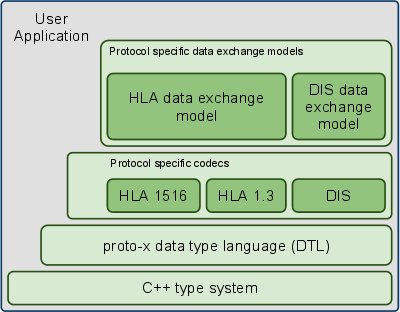 User
Application
Protocol specific data exchange models
HLA data exchange
model
DIS data
exchange
model
Protocol specific codecs
HLA 1516
HLA 1.3
DIS
proto-x data type language (DTL)
C++ type system